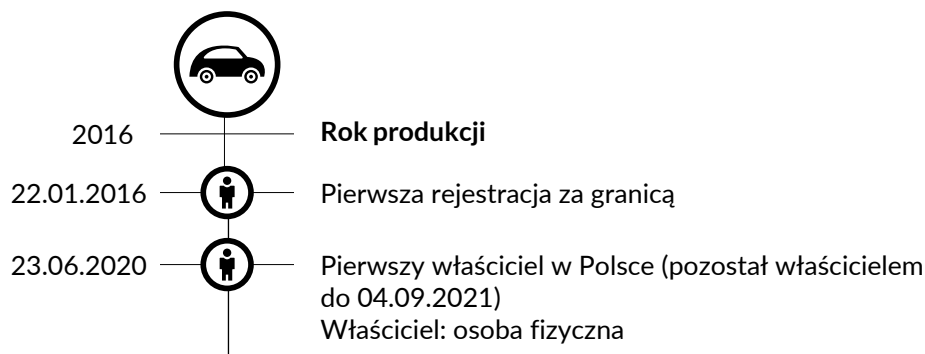 2016 Rok produkcji
22.01.2016 Pierwsza rejestracja za granicą
23.06.2020 Pierwszy właściciel w Polsce (pozostał właścicielem
do 04.09.2021)
Właściciel: osoba fizyczna